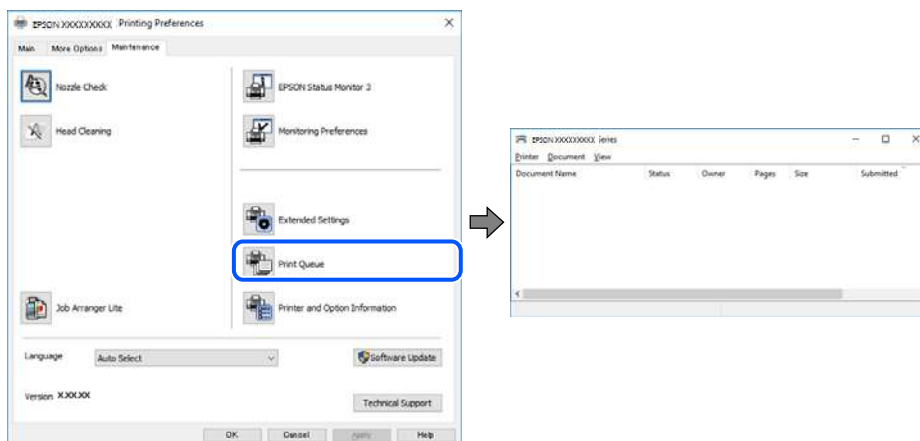 EPSON XXXXXXXXX Printing Preferences
Main More Options Maintenance
Nozzle Check
EPSON Status Monitor 3
Head Cleaning
Monitoring Preferences
Extended Settings
Print Queue
Job Arranger Lite
Printer and Option Information
Language Auto Select
Software Update
Version X.XX.XX
Technical Support
OK Cancel Apply Help
EPSON XXXXXXXXX Series
Printer Document View
Document Name Status Owner Pages Size Submitted